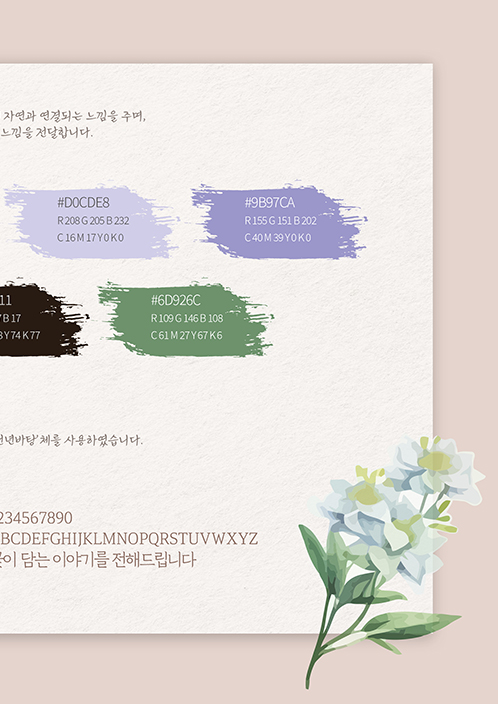 자연과 연결되는 느낌을 주며,
느낌을 전달합니다.
#D0CDE8
R 208 G 205 B 232
C 16 M 17 Y 0 K 0
#9B97CA
R 155 G 151 B 202
C 40 M 39 Y 0 K 0
11
B 17
Y 74 K 77
#6D926C
R 109 G 146 B 108
C 61 M 27 Y 67 K 6
년바탕'체를 사용하였습니다.
234567890
BCDEFGHIJKLMNOPQRSTUVWXYZ
이 담는 이야기를 전해드립니다